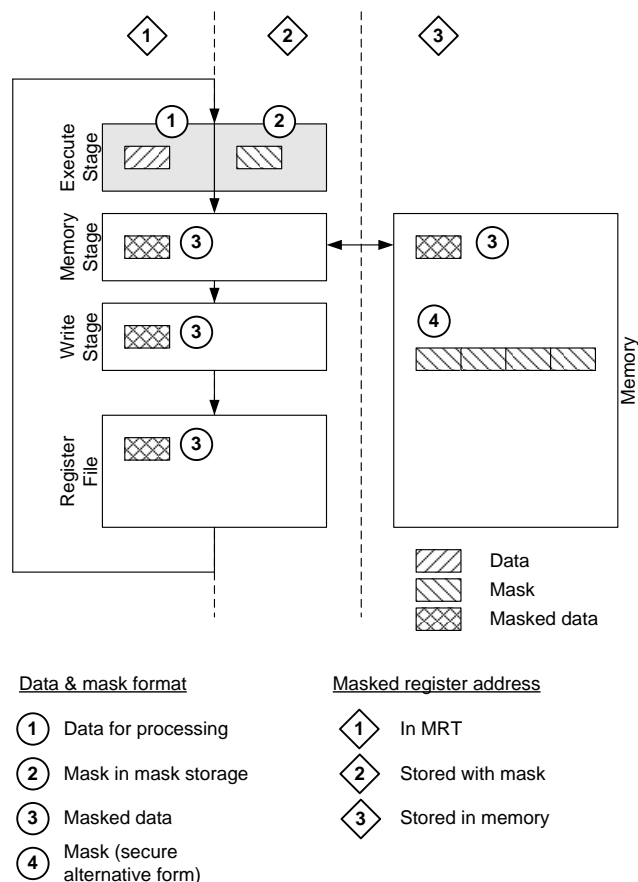 1
2
3
1
2
Execute
Stage
Memory
Stage
3
3
4
Write
Stage
3
Memory
Register
File
3
Data
Mask
Masked data
Data & mask format
Masked register address
1 Data for processing
1 In MRT
2 Mask in mask storage
2 Stored with mask
3 Masked data
3 Stored in memory
4 Mask (secure
alternative form)